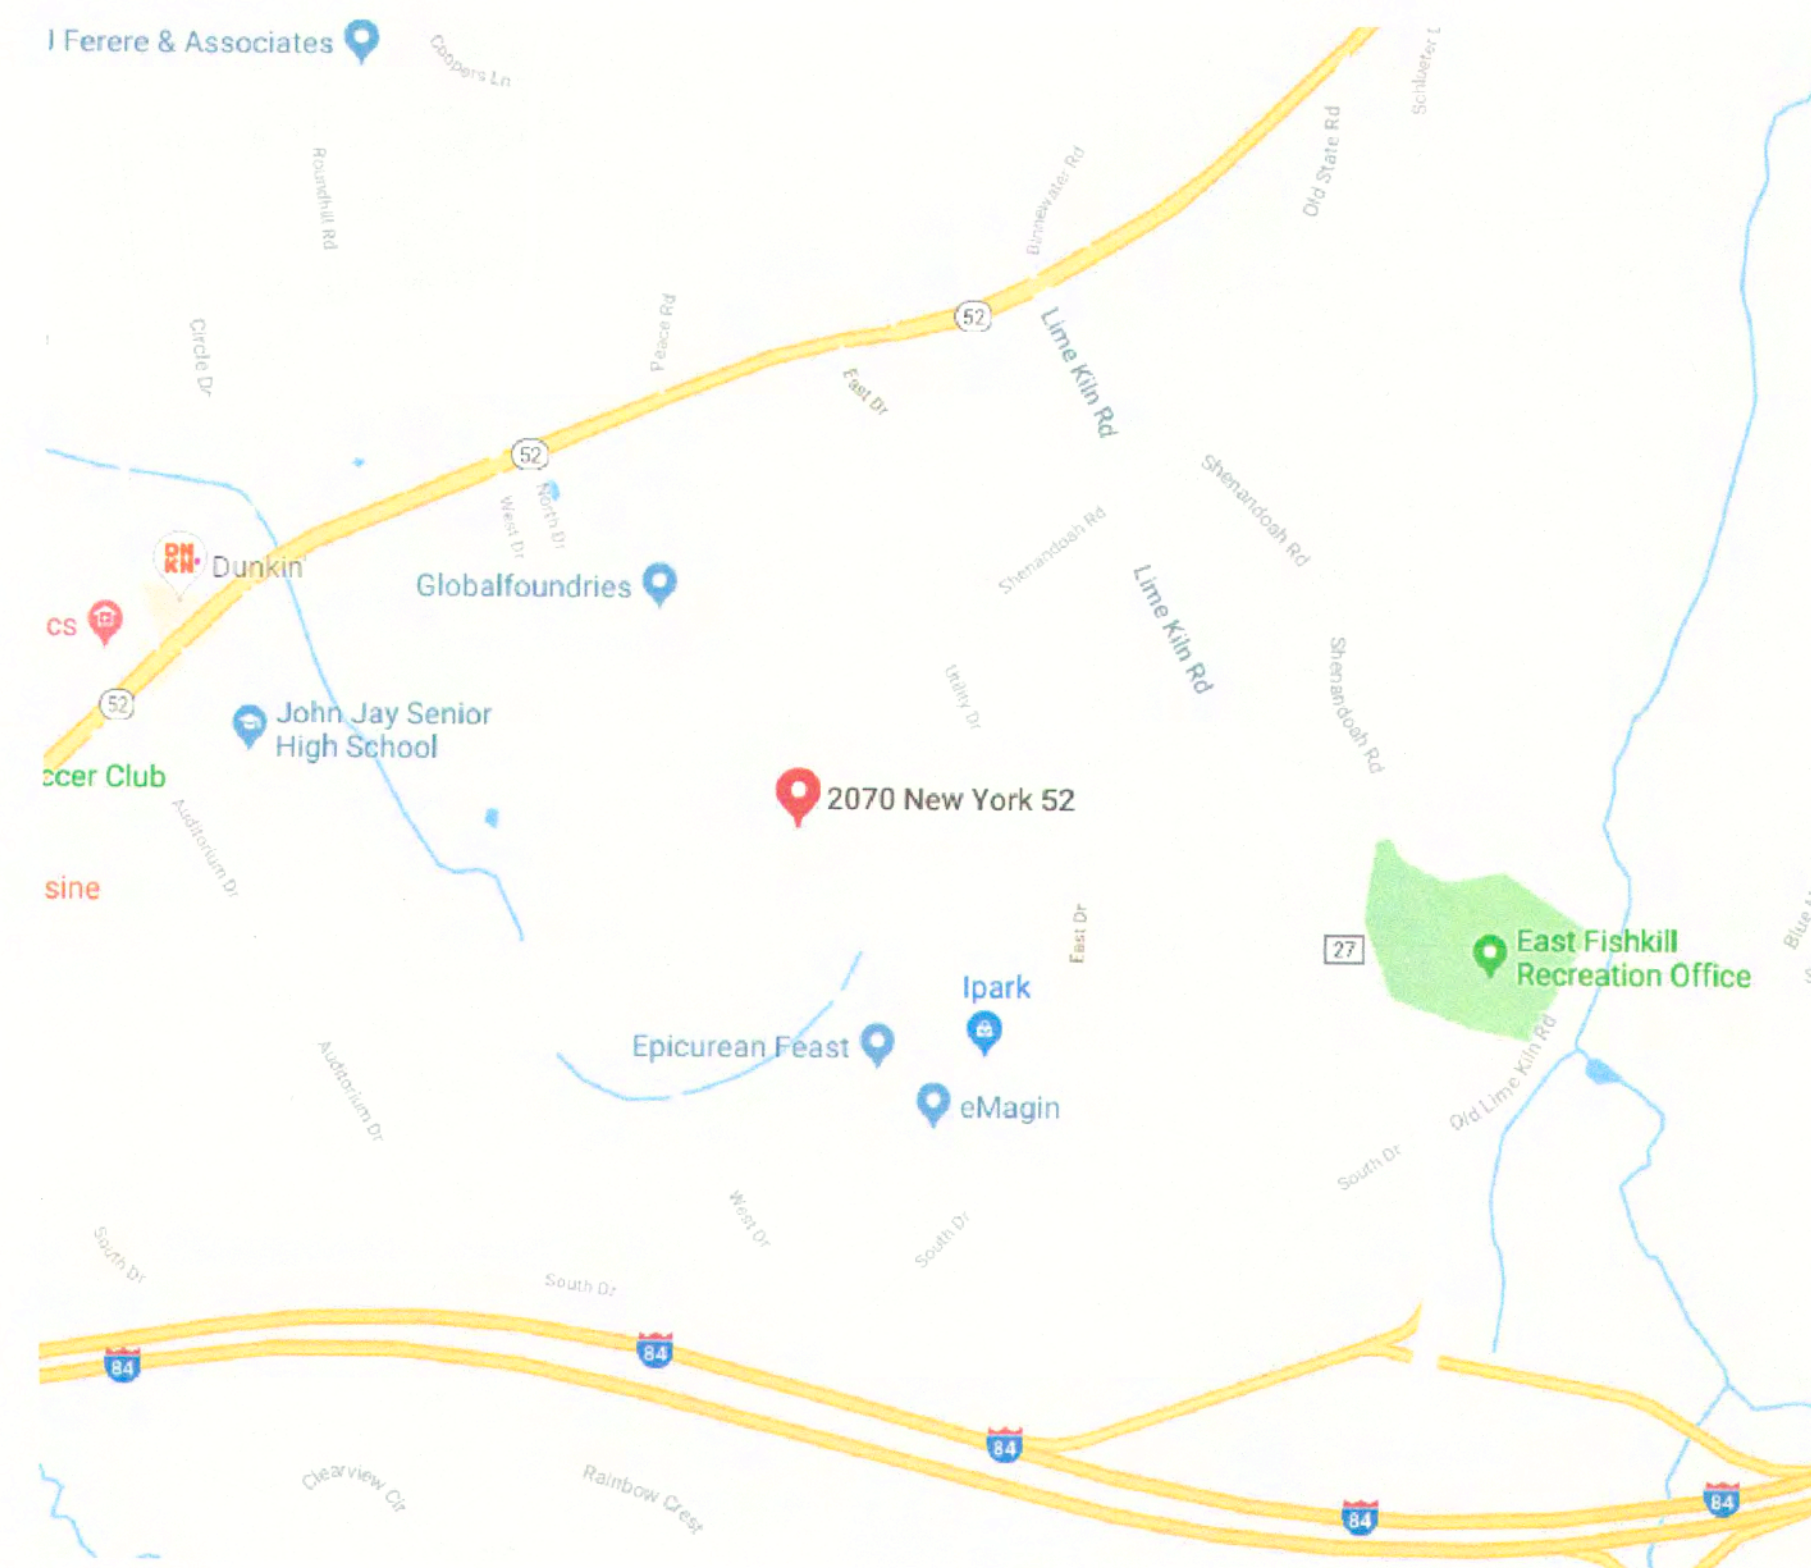 Ferere & Associates
Coopers Ln
Roundhill Rd
Old State Rd
Binnewater Rd
Circle Dr
Peace Rd
52
Lime Kiln Rd
East Dr
52
Shenandoah Rd
West Dr
North Dr
Shenandoah Rd
DN
KN
Dunkin'
Globalfoundries
Lime Kiln Rd
cs
Utility Dr
Shenandoah Rd
52
John Jay Senior
High School
ccer Club
2070 New York 52
Auditorium Dr
sine
East Dr
27
East Fishkill
Recreation Office
Ipark
Epicurean Feast
eMagin
Auditorium Dr
Old Lime Kiln Rd
South Dr
West Dr
South Dr
South Dr
South Dr
84
84
84
84
84
Clearview Cir
Rainbow Crest